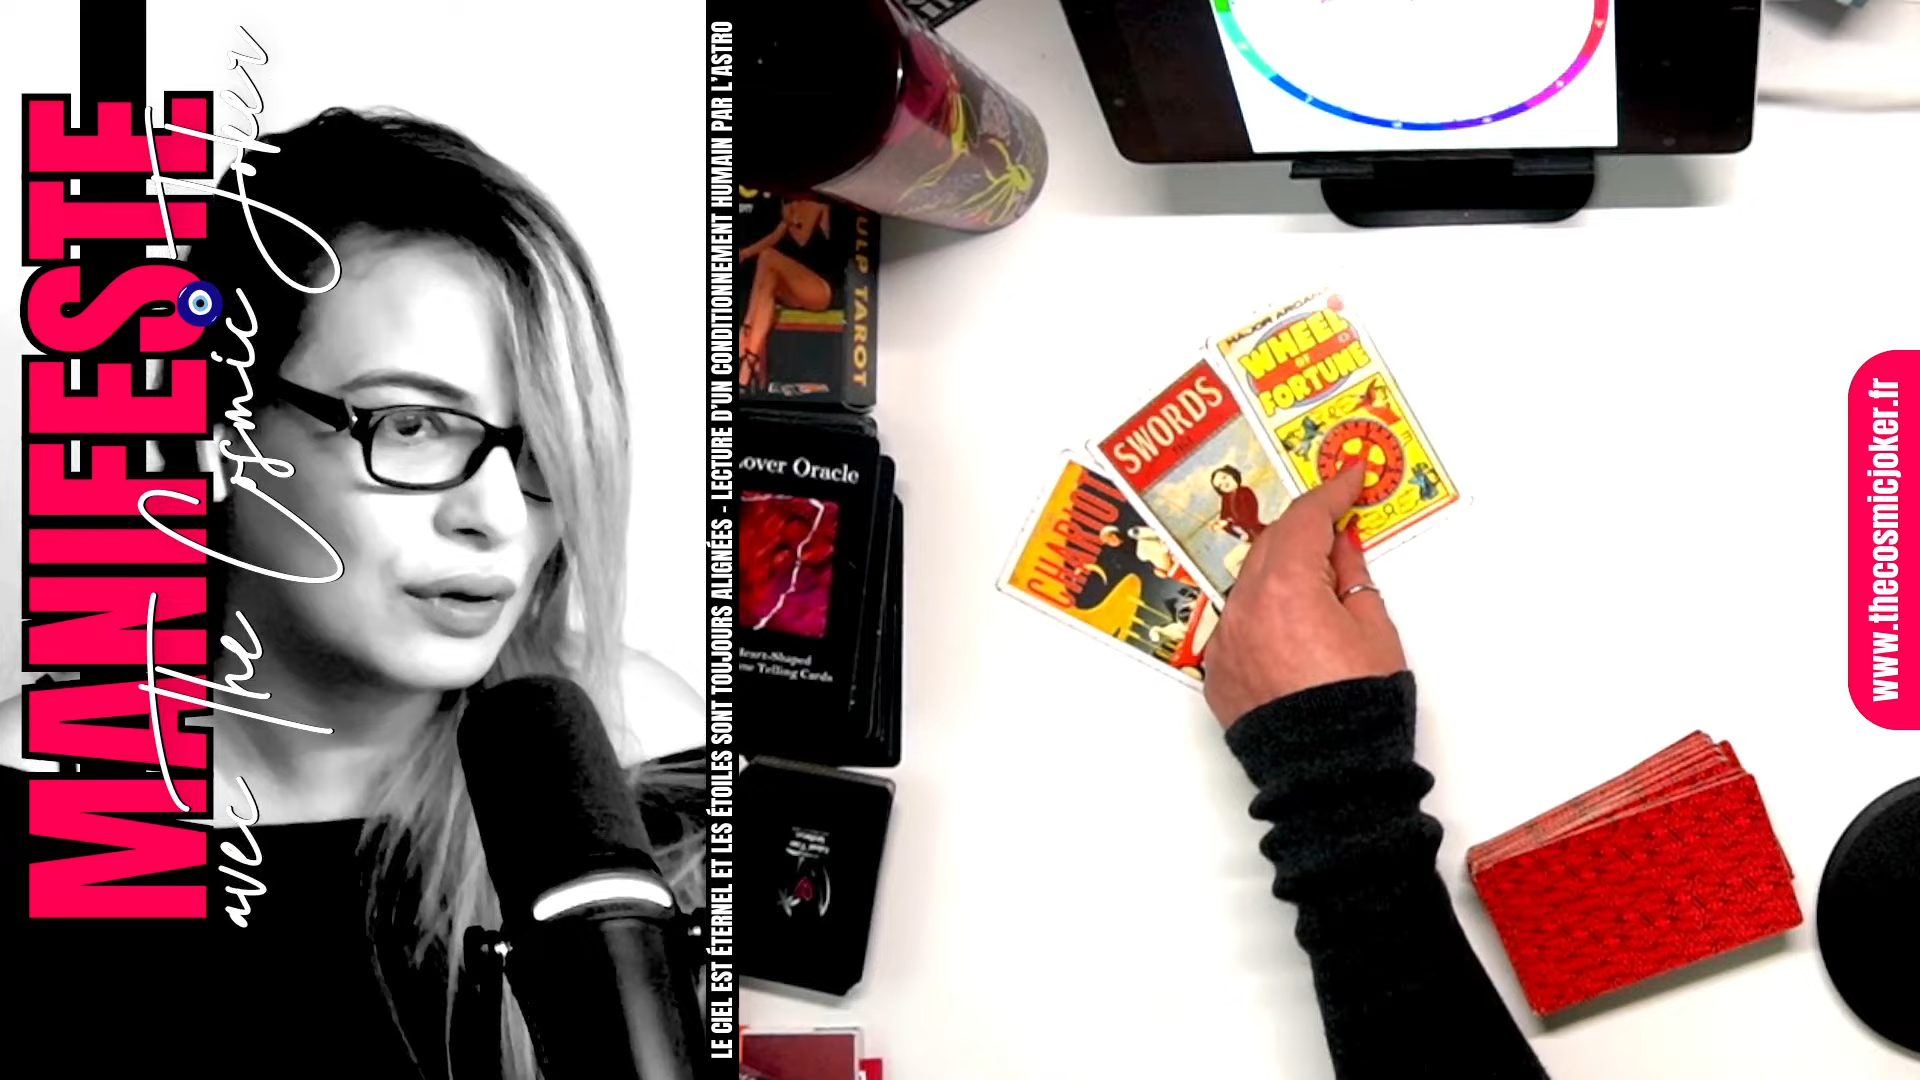 MANIFESTE
avec The Cosmic Joker
LE CIEL EST ÉTERNEL ET LES ÉTOILES SONT TOUJOURS ALIGNÉES - LECTURE D'UN CONDITIONNEMENT HUMAIN PAR L'ASTRO
PULP TAROT
over Oracle
Heart-Shaped
me Telling Cards
CHARIOT
SWORDS
MAJOR ARCANA
WHEEL
OF
FORTUNE
www.thecosmicjoker.fr